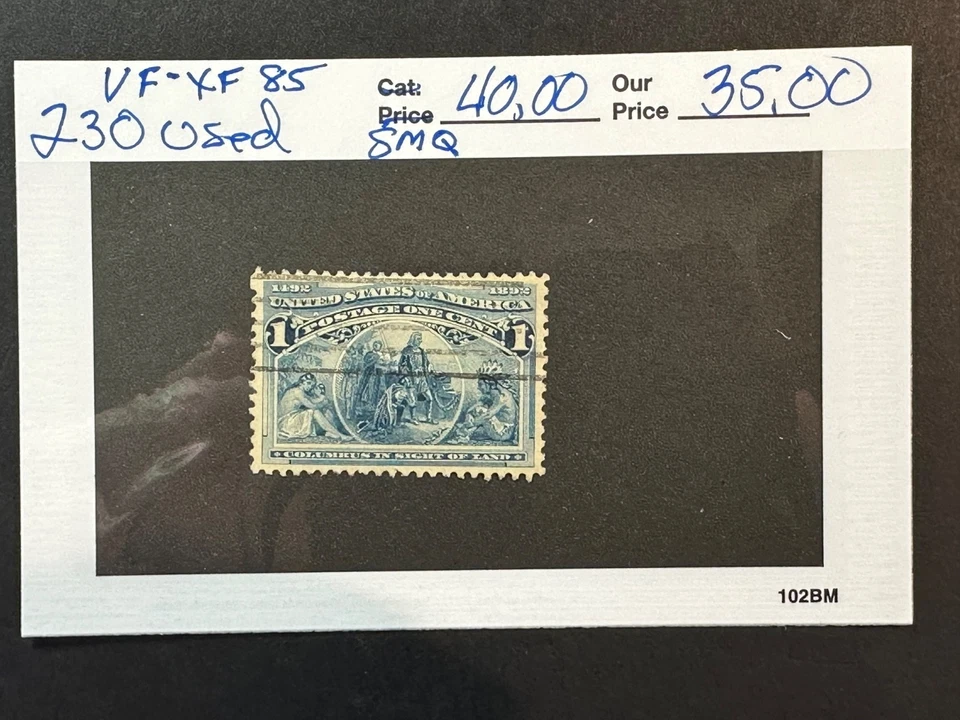 VF-XF 85
230 Used
Cat: Price 40,00
SMQ
Our Price 35,00
1492 1892
UNITED STATES OF AMERICA
POSTAGE ONE CENT
1 1
COLUMBUS IN SIGHT OF LAND
102BM